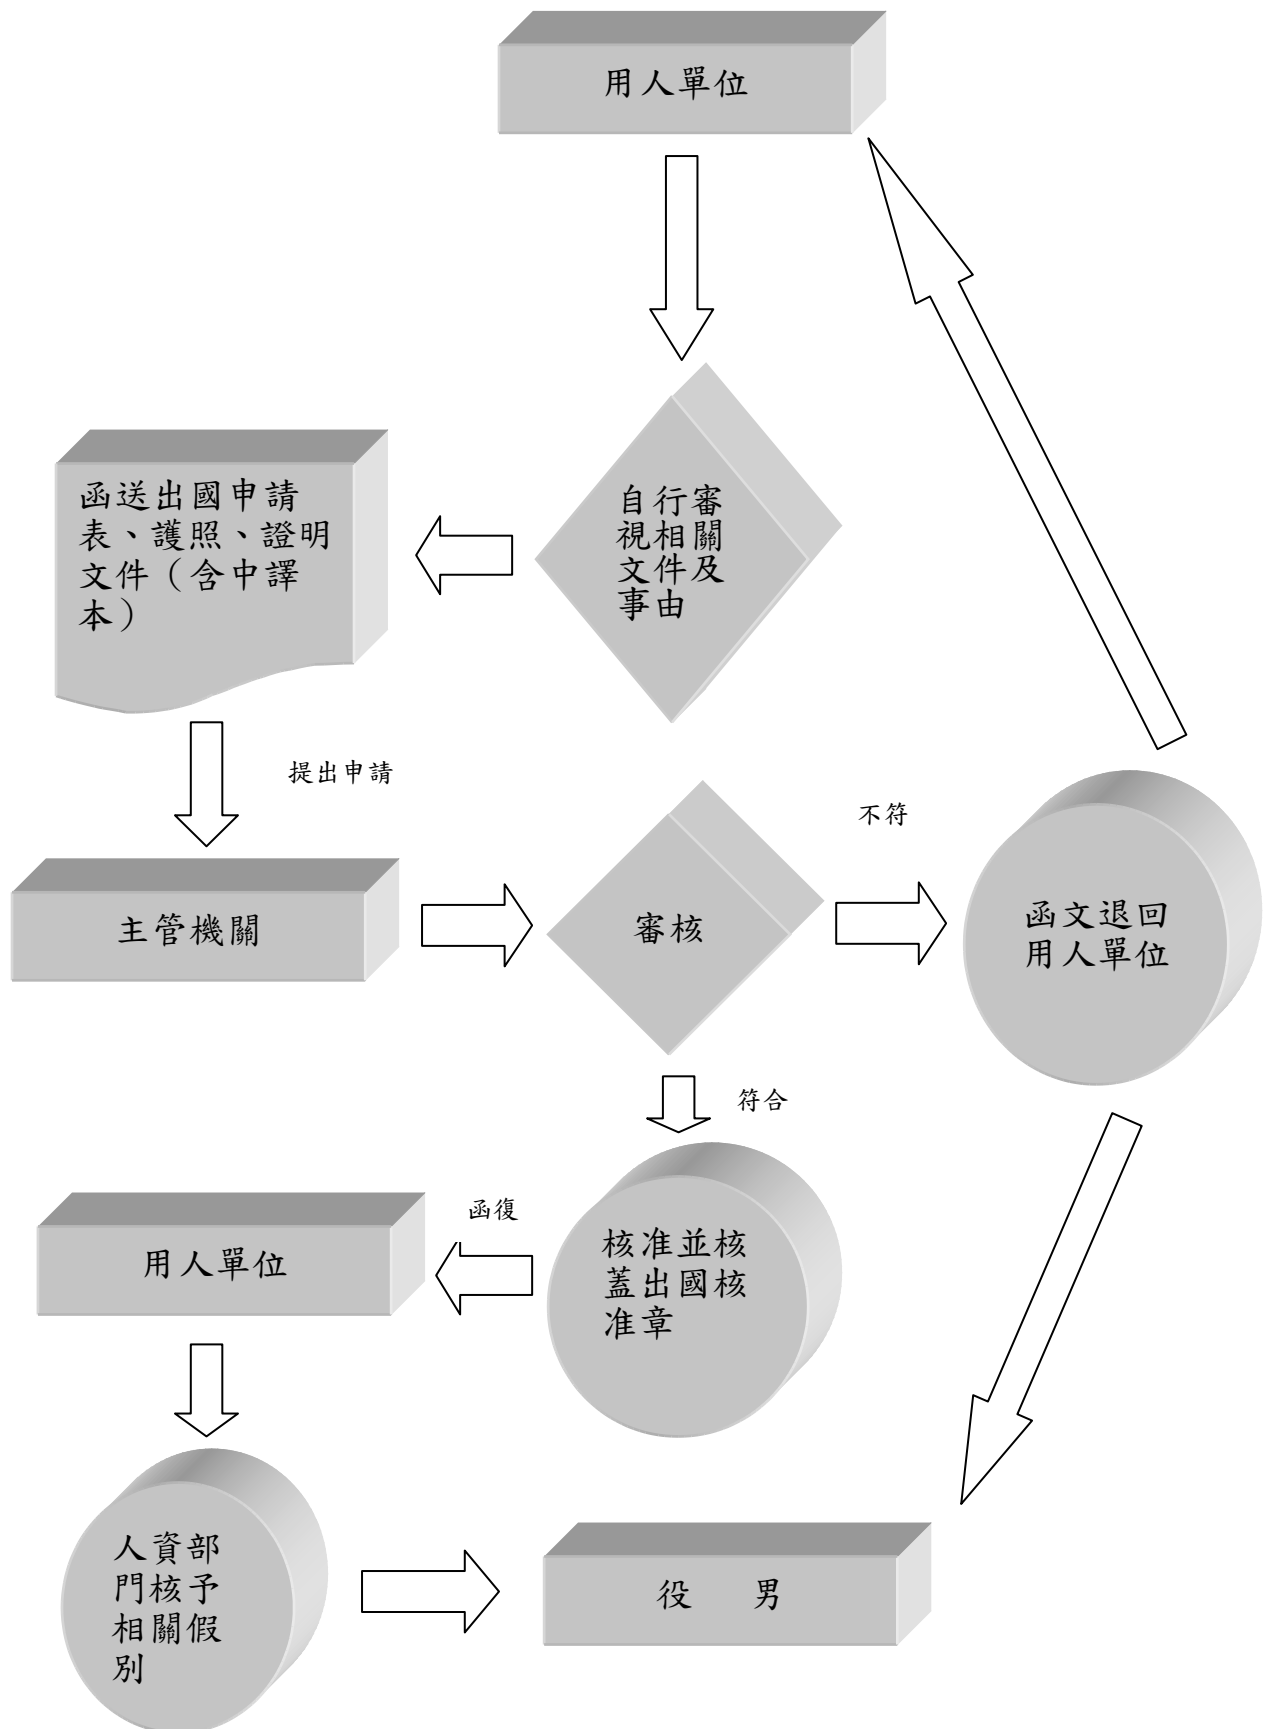 用人單位
自行審
視相關
文件及
事由
函送出國申請
表、護照、證明
文件（含中譯
本）
提出申請
主管機關
審核
不符
函文退回
用人單位
符合
核准並核
蓋出國核
准章
函復
用人單位
人資部
門核予
相關假
別
役　男